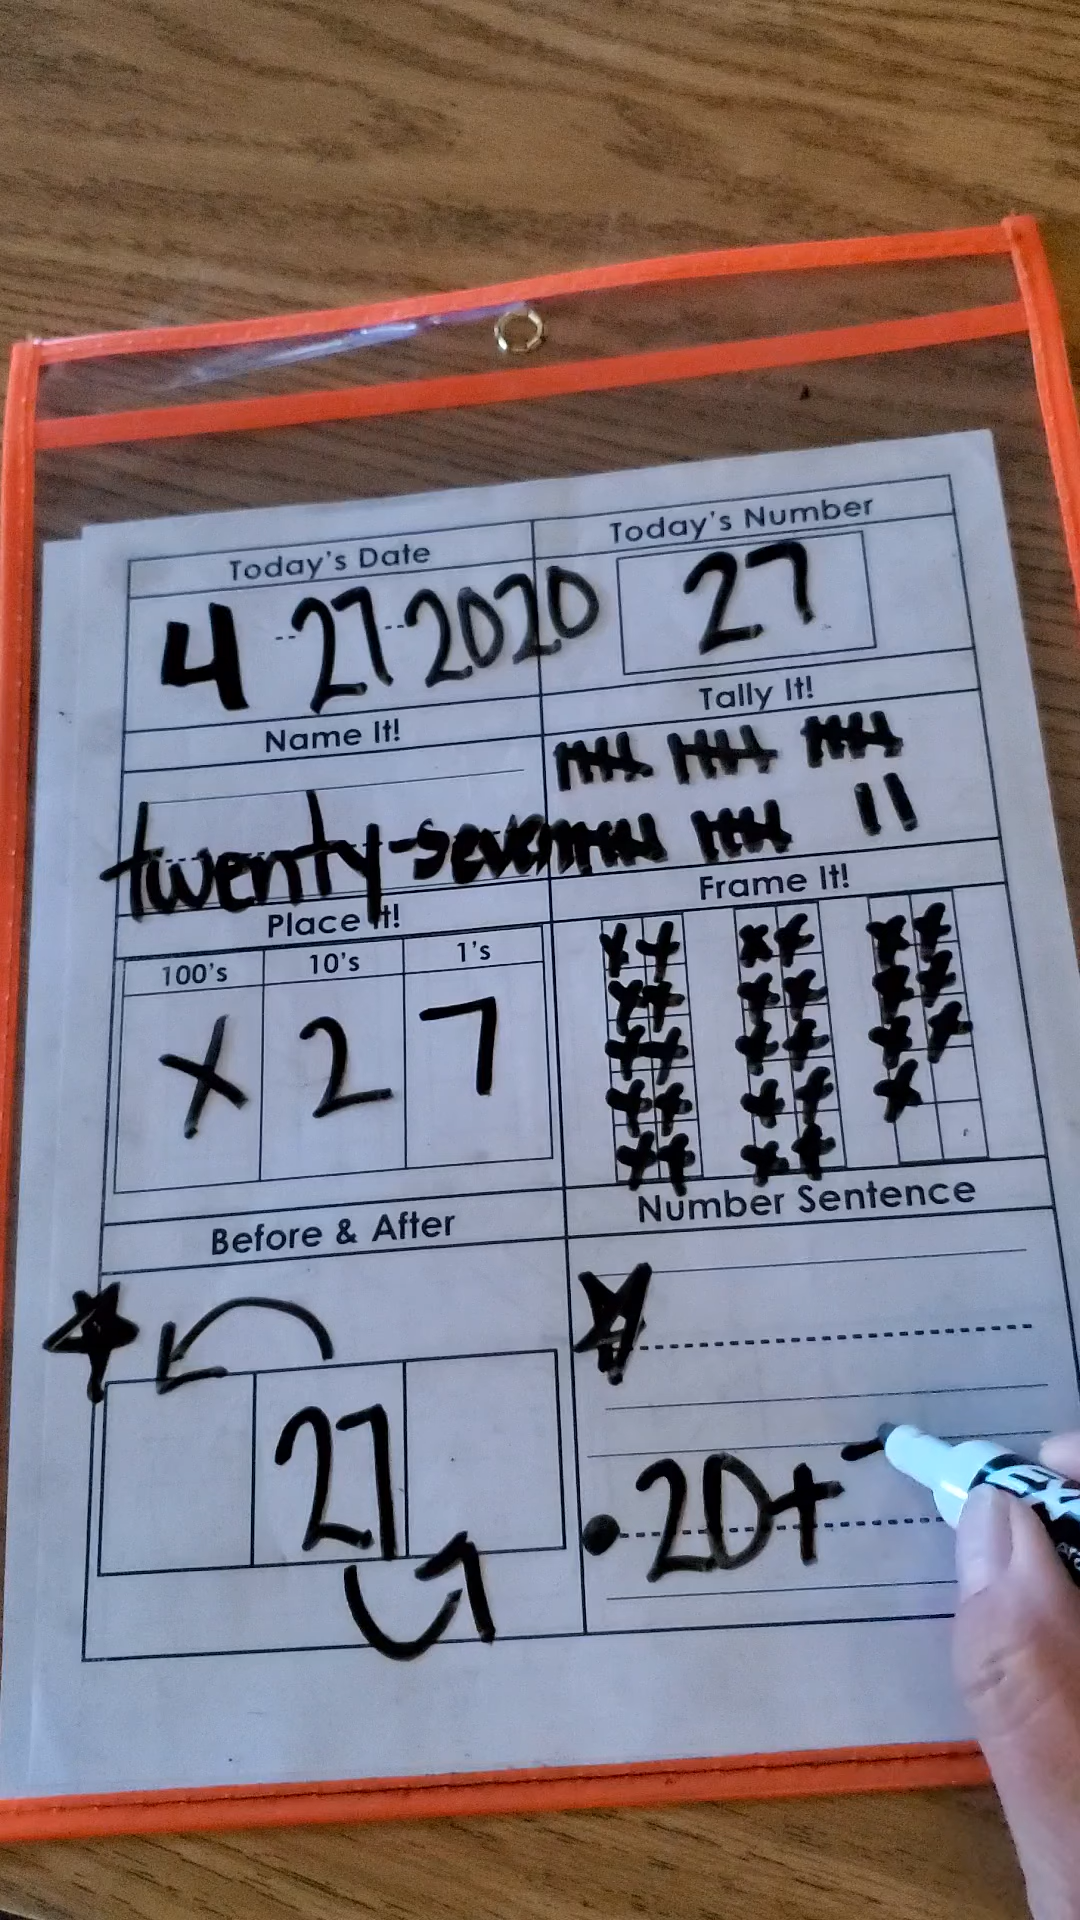 Today's Date
4 27 2020
Today's Number
27
Name It!
twenty-seven
Tally It!
Place It!
100's 10's 1's
X 2 7
Frame It!
Before & After
27
Number Sentence
20+